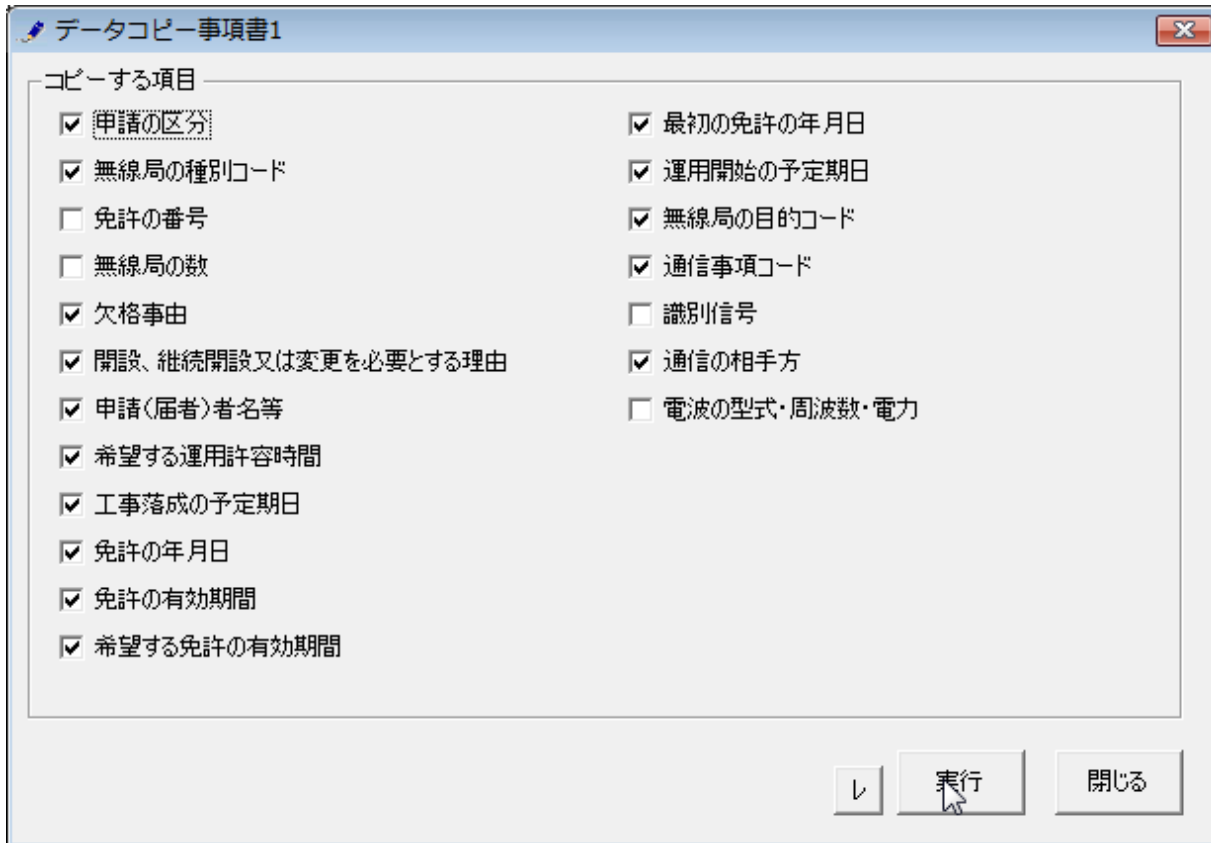 データコピー事項書1
コピーする項目
申請の区分
無線局の種別コード
免許の番号
無線局の数
欠格事由
開設、継続開設又は変更を必要とする理由
申請(届者)者名等
希望する運用許容時間
工事落成の予定期日
免許の年月日
免許の有効期間
希望する免許の有効期間
最初の免許の年月日
運用開始の予定期日
無線局の目的コード
通信事項コード
識別信号
通信の相手方
電波の型式・周波数・電力
レ
実行
閉じる